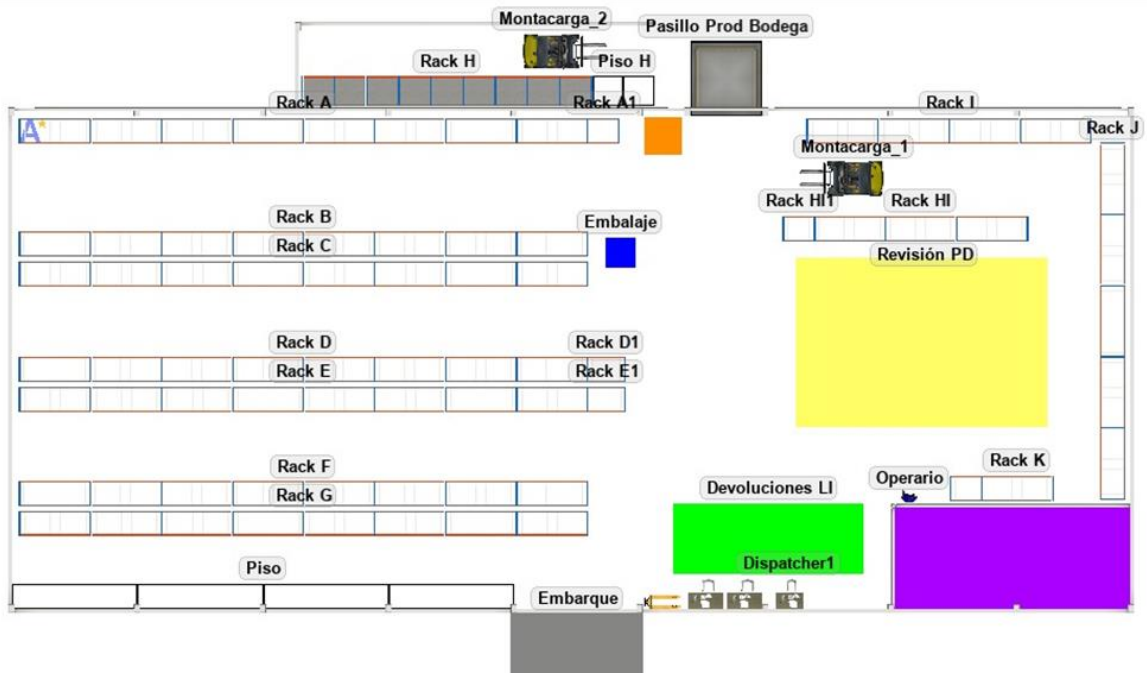 Montacarga_2
Pasillo Prod Bodega
Rack H
Piso H
Rack A
Rack A1
Rack I
Rack J
A*
Montacarga_1
Rack B
Rack HI1
Rack HI
Embalaje
Rack C
Revisión PD
Rack D
Rack D1
Rack E
Rack E1
Rack F
Rack K
Operario
Devoluciones LI
Rack G
Dispatcher1
Piso
Embarque